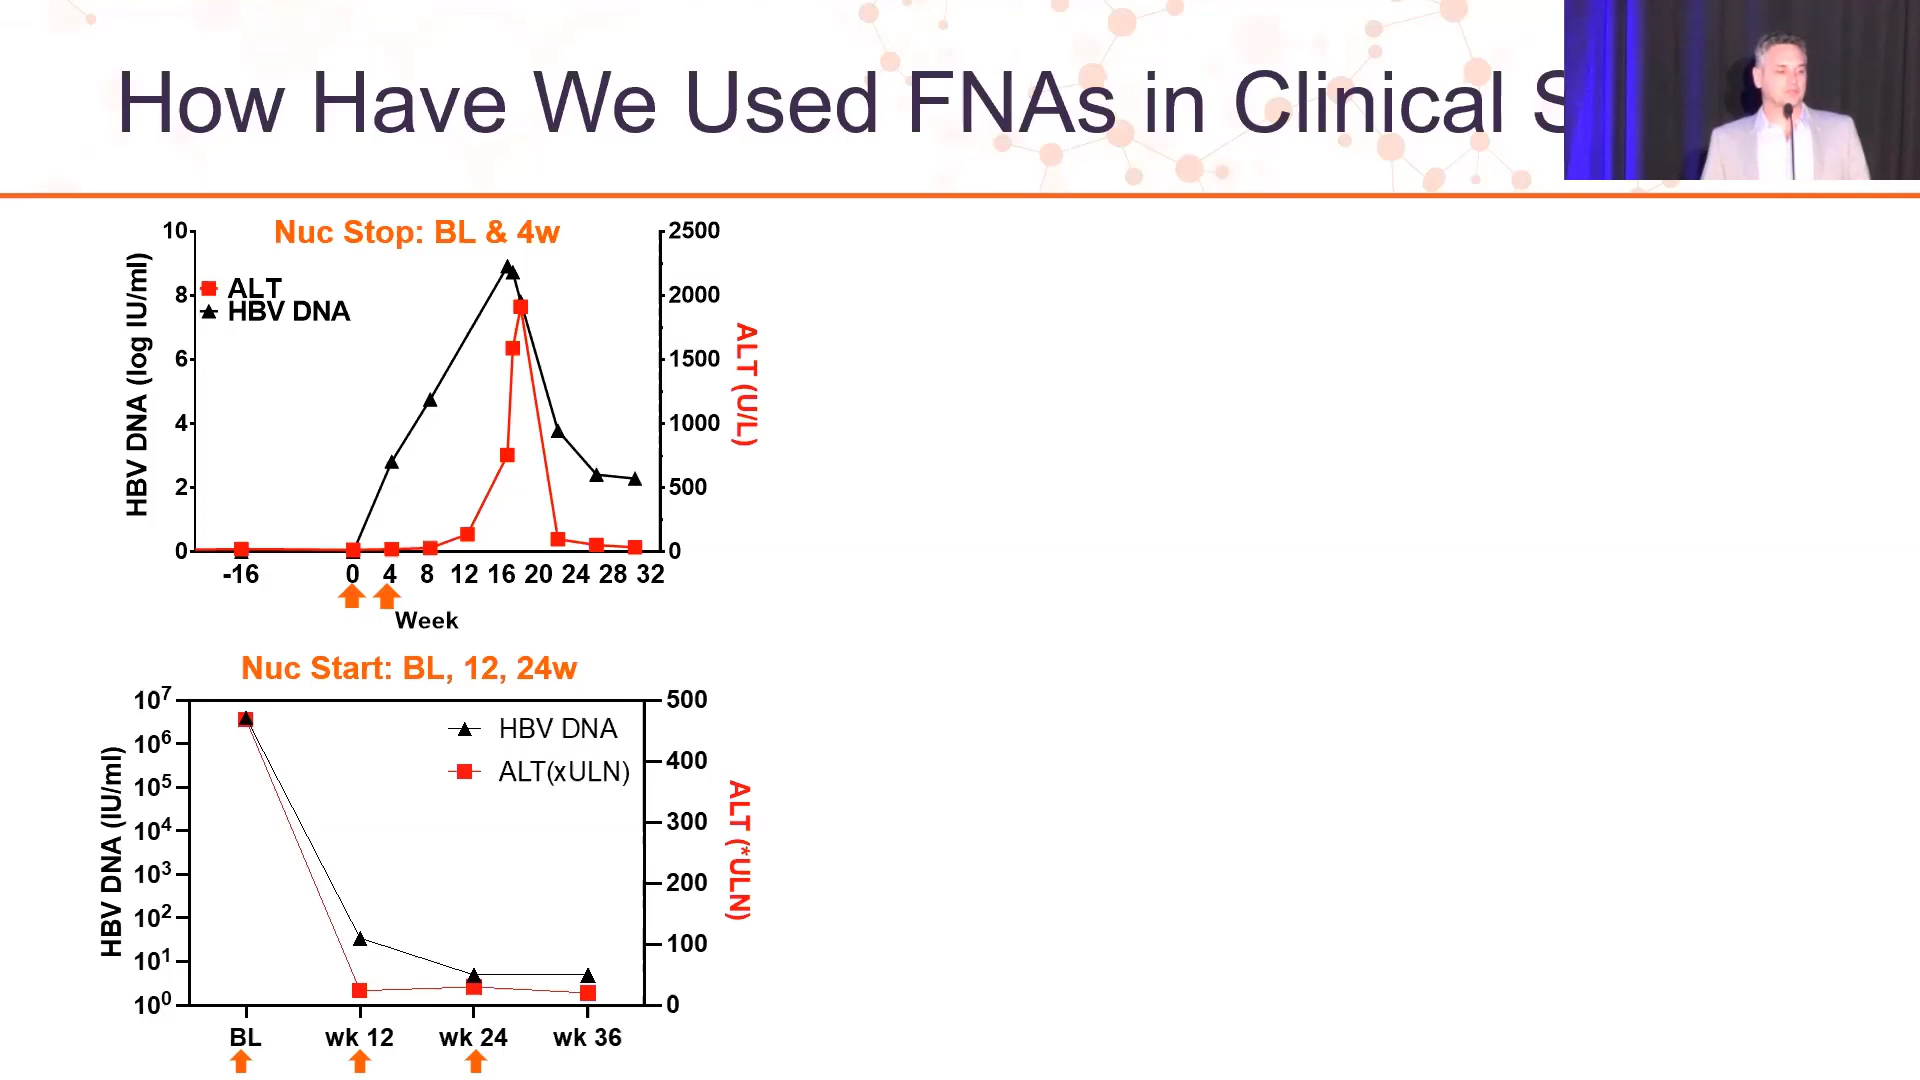 How Have We Used FNAs in Clinical
Nuc Stop: BL & 4w
HBV DNA (log IU/ml)
10
8
6
4
2
0
ALT
HBV DNA
2500
2000
1500
1000
500
0
ALT (U/L)
-16 0 4 8 12 16 20 24 28 32
Week
Nuc Start: BL, 12, 24w
HBV DNA (IU/ml)
10⁷
10⁶
10⁵
10⁴
10³
10²
10¹
10⁰
HBV DNA
ALT(xULN)
500
400
300
200
100
0
ALT (*ULN)
BL wk 12 wk 24 wk 36